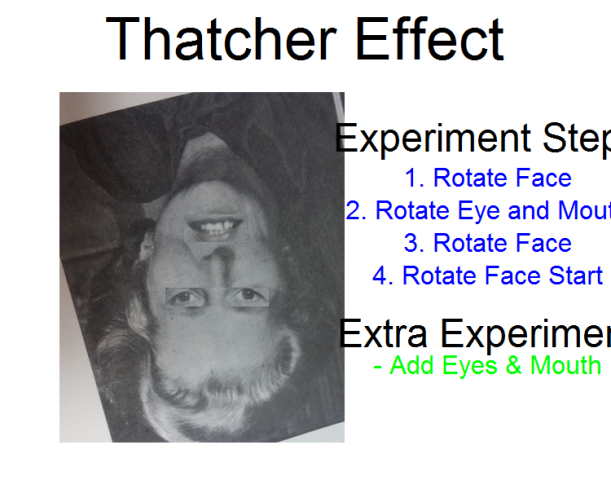 Thatcher Effect
Experiment Step
1. Rotate Face
2. Rotate Eye and Mout
3. Rotate Face
4. Rotate Face Start
Extra Experimen
- Add Eyes & Mouth